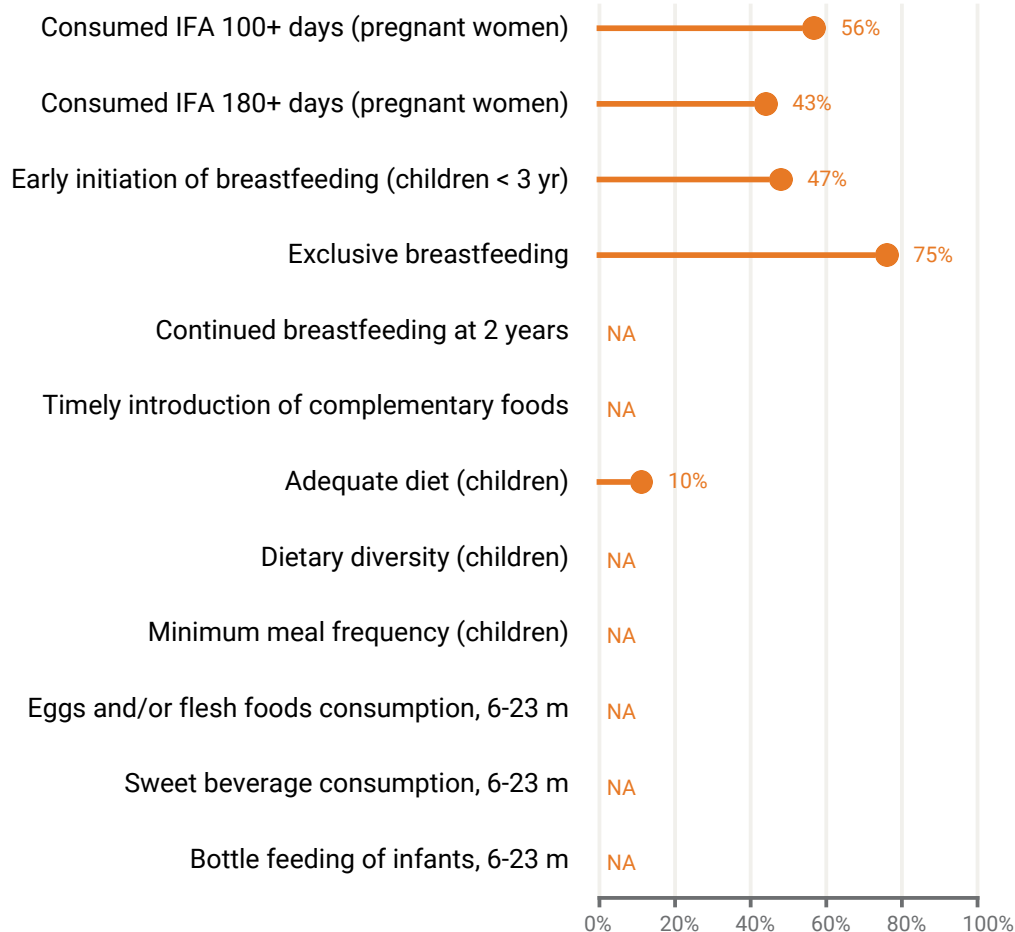 Consumed IFA 100+ days (pregnant women) 56%
Consumed IFA 180+ days (pregnant women) 43%
Early initiation of breastfeeding (children < 3 yr) 47%
Exclusive breastfeeding 75%
Continued breastfeeding at 2 years NA
Timely introduction of complementary foods NA
Adequate diet (children) 10%
Dietary diversity (children) NA
Minimum meal frequency (children) NA
Eggs and/or flesh foods consumption, 6-23 m NA
Sweet beverage consumption, 6-23 m NA
Bottle feeding of infants, 6-23 m NA
0% 20% 40% 60% 80% 100%